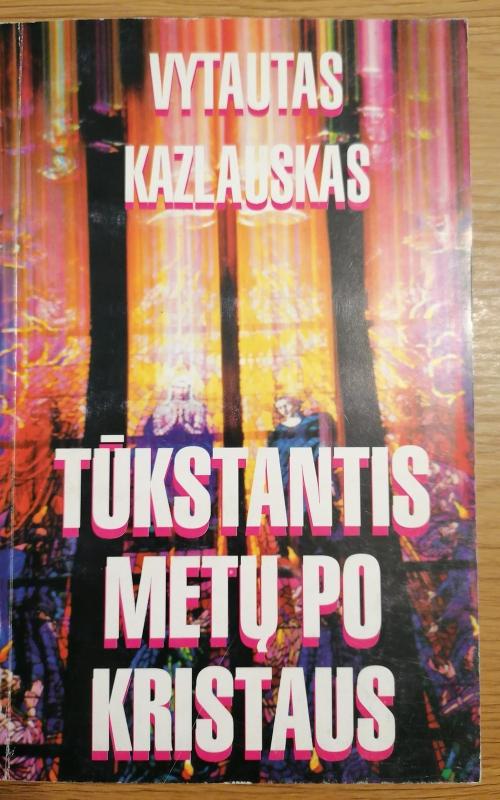 VYTAUTAS
KAZLAUSKAS
TŪKSTANTIS
METŲ PO
KRISTAUS